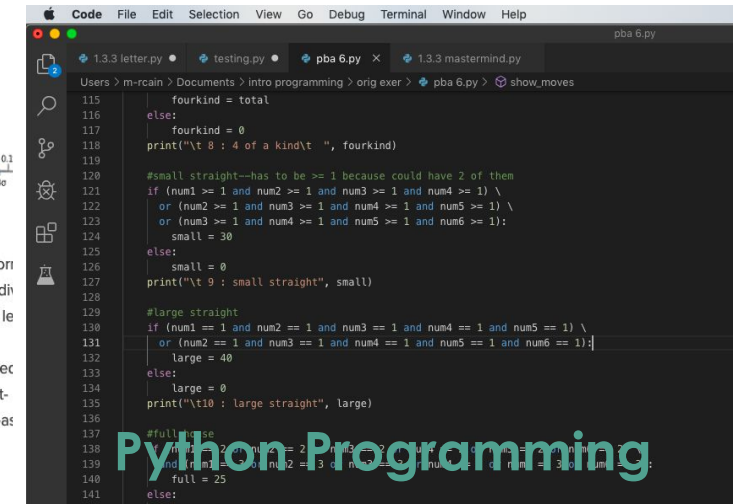 Code File Edit Selection View Go Debug Terminal Window Help
pba 6.py
1.3.3 letter.py ● testing.py ● pba 6.py × 1.3.3 mastermind.py
Users > m-rcain > Documents > intro programming > orig exer > pba 6.py > show_moves
115 fourkind = total
116 else:
117 fourkind = 0
118 print("\t 8 : 4 of a kind\t ", fourkind)
119
120 #small straight––has to be >= 1 because could have 2 of them
121 if (num1 >= 1 and num2 >= 1 and num3 >= 1 and num4 >= 1) \
122 or (num2 >= 1 and num3 >= 1 and num4 >= 1 and num5 >= 1) \
123 or (num3 >= 1 and num4 >= 1 and num5 >= 1 and num6 >= 1):
124 small = 30
125 else:
126 small = 0
127 print("\t 9 : small straight", small)
128
129 #large straight
130 if (num1 == 1 and num2 == 1 and num3 == 1 and num4 == 1 and num5 == 1) \
131 or (num2 == 1 and num3 == 1 and num4 == 1 and num5 == 1 and num6 == 1):
132 large = 40
133 else:
134 large = 0
135 print("\t10 : large straight", large)
136
137
138
139
Python Programming
140 full = 25
141 else:
2
0.1
le
t-
as